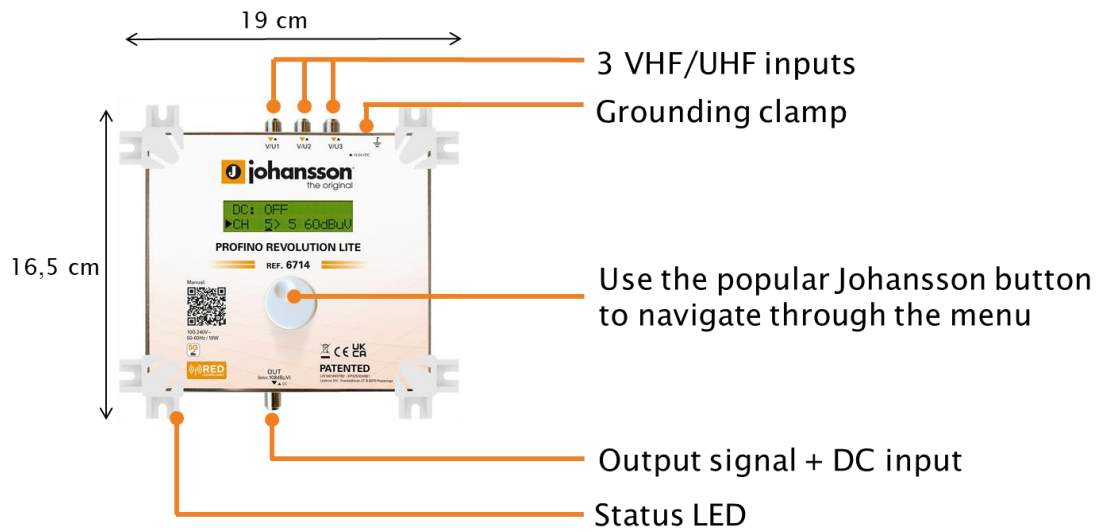 19 cm
3 VHF/UHF inputs
Grounding clamp
V/U1 V/U2 V/U3
J johansson
the original
DC: OFF
▶CH 5> 5 60dBuV
PROFINO REVOLUTION LITE
REF. 6714
16,5 cm
Manual:
Use the popular Johansson button
to navigate through the menu
100-240V~
50-60Hz / 10W
5G
CE UK CA
RED
OUT
PATENTED
Output signal + DC input
Status LED